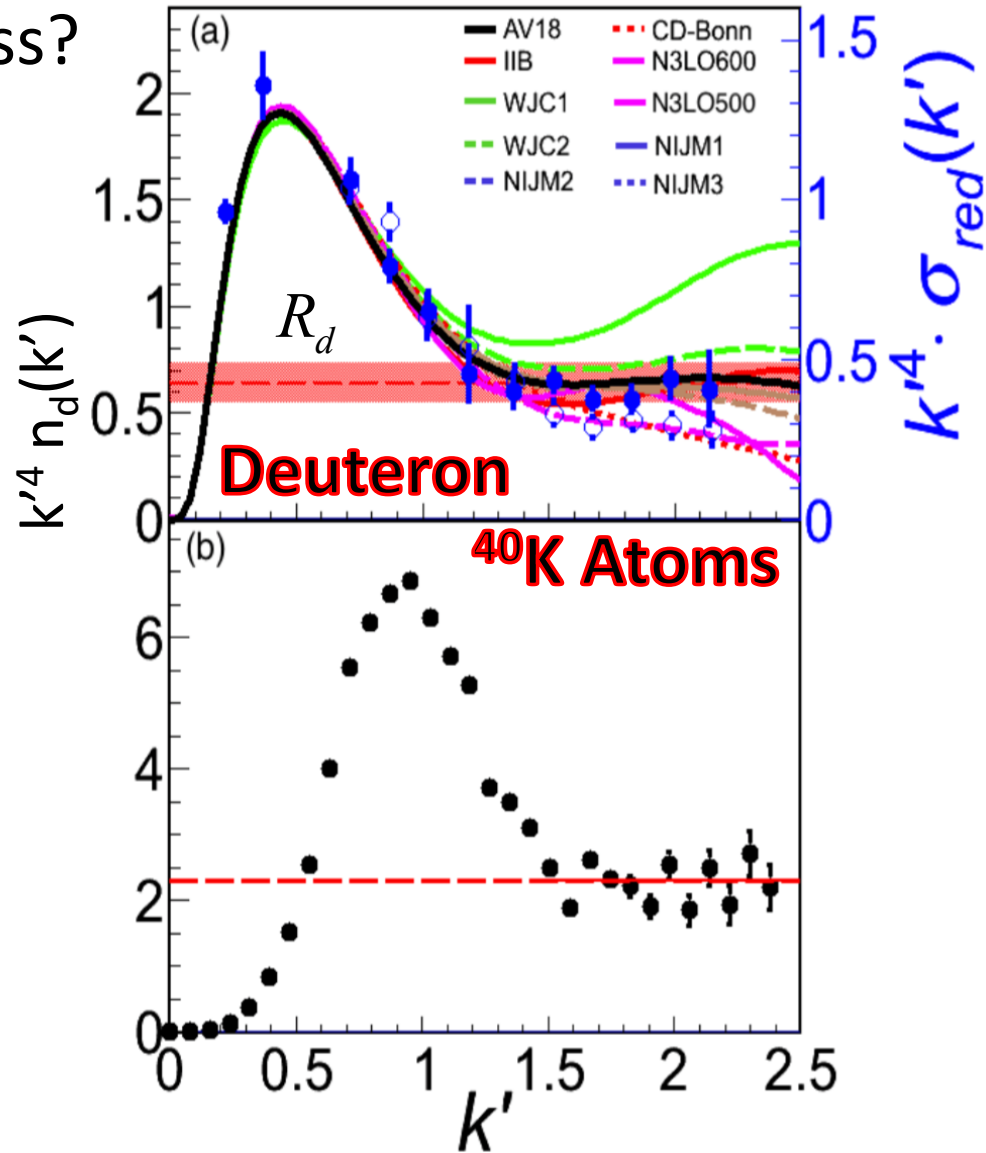 ss?
(a)
AV18
IIB
WJC1
WJC2
NIJM2
CD-Bonn
N3LO600
N3LO500
NIJM1
NIJM3
2
1.5
1
0.5
0
k′⁴ n_d(k′)
R_d
Deuteron
1.5
1
0.5
0
k′⁴ · σ_red(k′)
(b)
⁴⁰K Atoms
6
4
2
0
0 0.5 1 1.5 2 2.5
k′